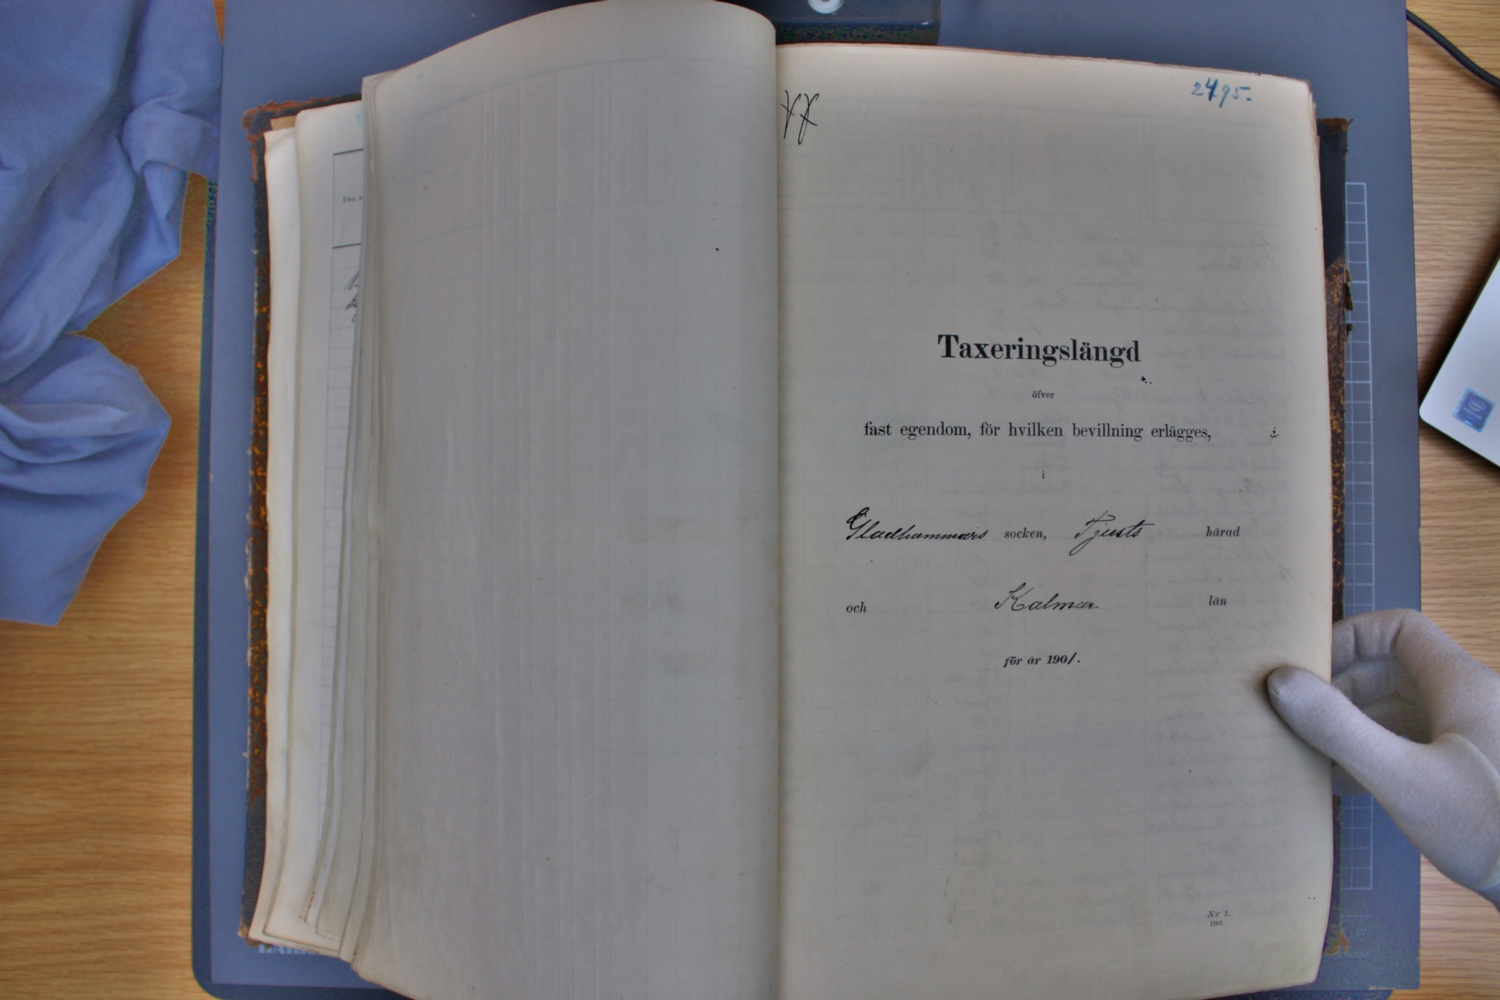 2495.
Taxeringslängd
öfver
fast egendom, för hvilken bevillning erlägges,
i
Gladhammars socken, Tjusts härad
och Kalmar län
för år 1901.
N:r 1.
1901